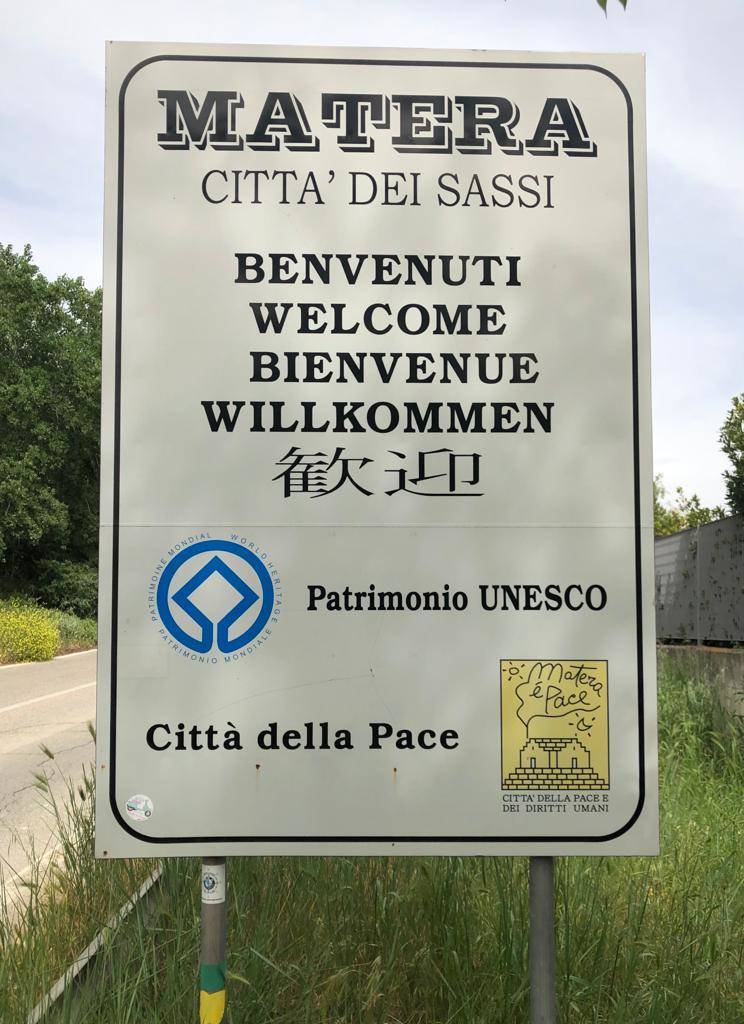 MATERA
CITTA' DEI SASSI
BENVENUTI
WELCOME
BIENVENUE
WILLKOMMEN
歡迎
PATRIMOINE MONDIAL WORLD HERITAGE PATRIMONIO MONDIALE
Patrimonio UNESCO
Matera
é Pace
Città della Pace
CITTA' DELLA PACE E
DEI DIRITTI UMANI